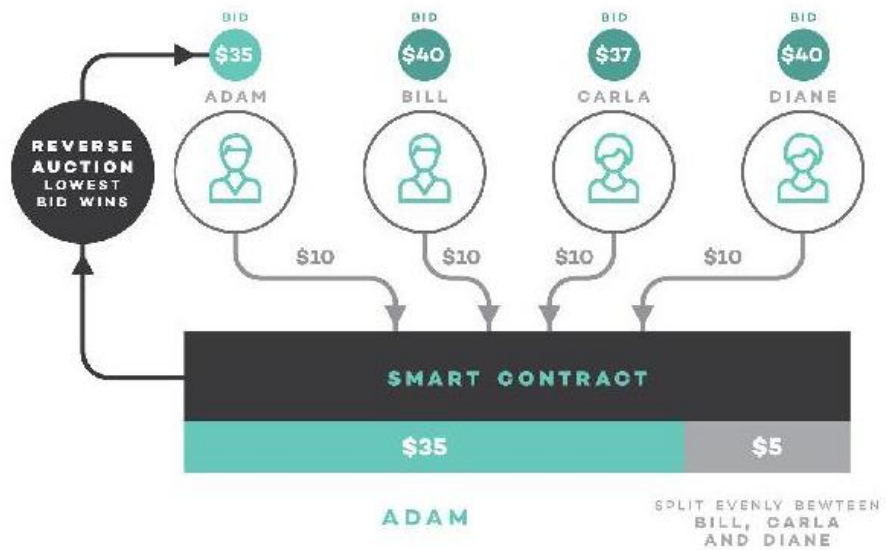 BID
BID
BID
BID
$35
$40
$37
$40
ADAM
BILL
CARLA
DIANE
REVERSE
AUCTION
LOWEST
BID WINS
$10
$10
$10
$10
SMART CONTRACT
$35
$5
ADAM
SPLIT EVENLY BEWTEEN
BILL, CARLA
AND DIANE